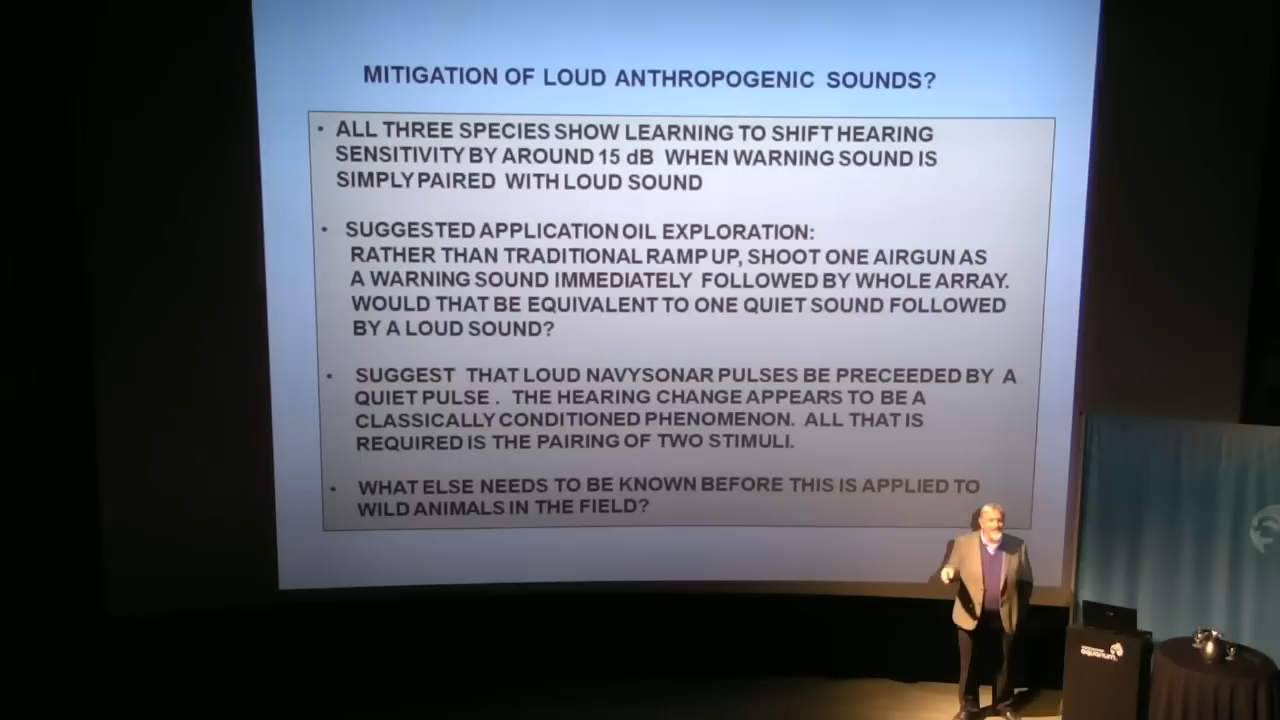 MITIGATION OF LOUD ANTHROPOGENIC SOUNDS?
• ALL THREE SPECIES SHOW LEARNING TO SHIFT HEARING
SENSITIVITY BY AROUND 15 dB WHEN WARNING SOUND IS
SIMPLY PAIRED WITH LOUD SOUND
• SUGGESTED APPLICATION OIL EXPLORATION:
RATHER THAN TRADITIONAL RAMP UP, SHOOT ONE AIRGUN AS
A WARNING SOUND IMMEDIATELY FOLLOWED BY WHOLE ARRAY.
WOULD THAT BE EQUIVALENT TO ONE QUIET SOUND FOLLOWED
BY A LOUD SOUND?
• SUGGEST THAT LOUD NAVYSONAR PULSES BE PRECEEDED BY A
QUIET PULSE . THE HEARING CHANGE APPEARS TO BE A
CLASSICALLY CONDITIONED PHENOMENON. ALL THAT IS
REQUIRED IS THE PAIRING OF TWO STIMULI.
• WHAT ELSE NEEDS TO BE KNOWN BEFORE THIS IS APPLIED TO
WILD ANIMALS IN THE FIELD?
aquarium